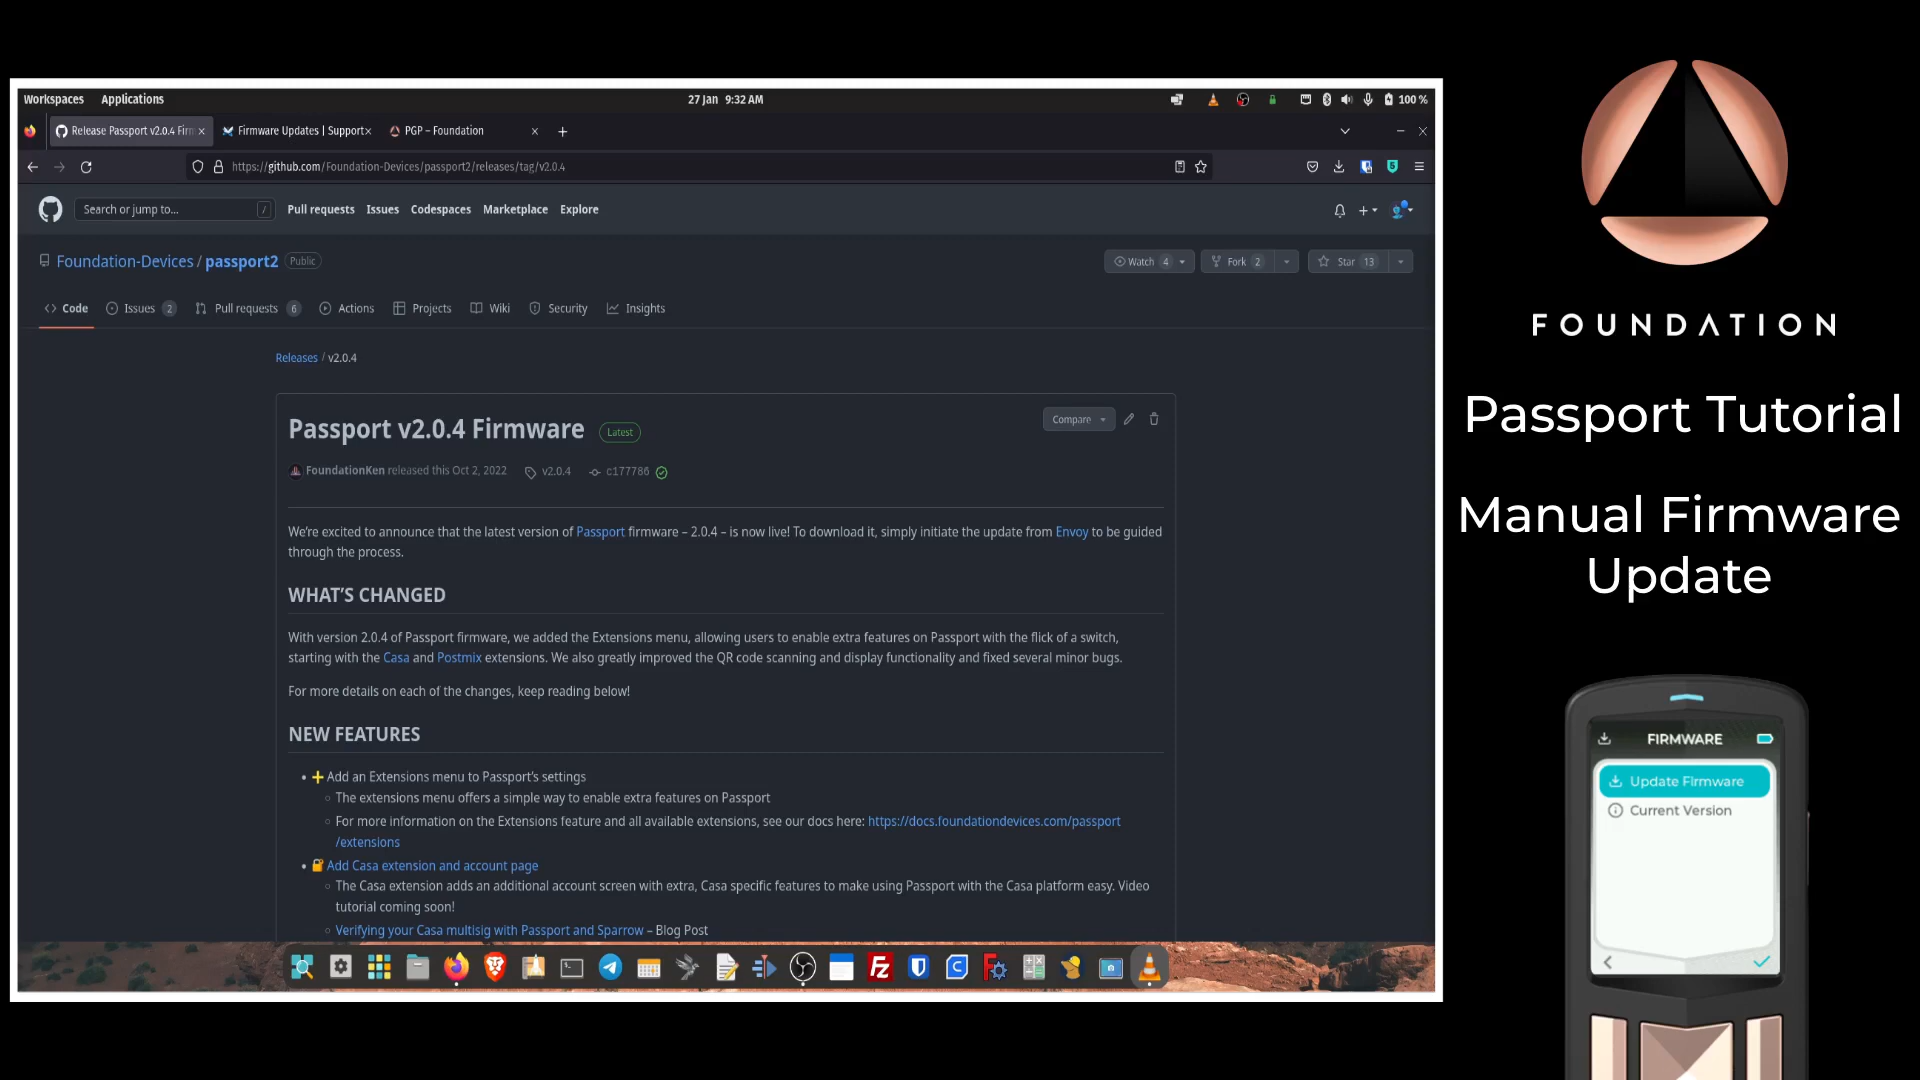 Workspaces Applications
27 Jan 9:32 AM
100 %
Release Passport v2.0.4 Firm
Firmware Updates | Support
PGP – Foundation
https://github.com/Foundation-Devices/passport2/releases/tag/v2.0.4
Search or jump to... /
Pull requests Issues Codespaces Marketplace Explore
Foundation-Devices / passport2 Public
Watch 4 Fork 2 Star 13
Code Issues 2 Pull requests 6 Actions Projects Wiki Security Insights
Releases / v2.0.4
Passport v2.0.4 Firmware Latest
Compare
FoundationKen released this Oct 2, 2022 v2.0.4 c177786
We're excited to announce that the latest version of Passport firmware – 2.0.4 – is now live! To download it, simply initiate the update from Envoy to be guided
through the process.
WHAT'S CHANGED
With version 2.0.4 of Passport firmware, we added the Extensions menu, allowing users to enable extra features on Passport with the flick of a switch,
starting with the Casa and Postmix extensions. We also greatly improved the QR code scanning and display functionality and fixed several minor bugs.
For more details on each of the changes, keep reading below!
NEW FEATURES
Add an Extensions menu to Passport's settings
The extensions menu offers a simple way to enable extra features on Passport
For more information on the Extensions feature and all available extensions, see our docs here: https://docs.foundationdevices.com/passport
/extensions
Add Casa extension and account page
The Casa extension adds an additional account screen with extra, Casa specific features to make using Passport with the Casa platform easy. Video
tutorial coming soon!
Verifying your Casa multisig with Passport and Sparrow – Blog Post
FOUNDATION
Passport Tutorial
Manual Firmware
Update
FIRMWARE
Update Firmware
Current Version